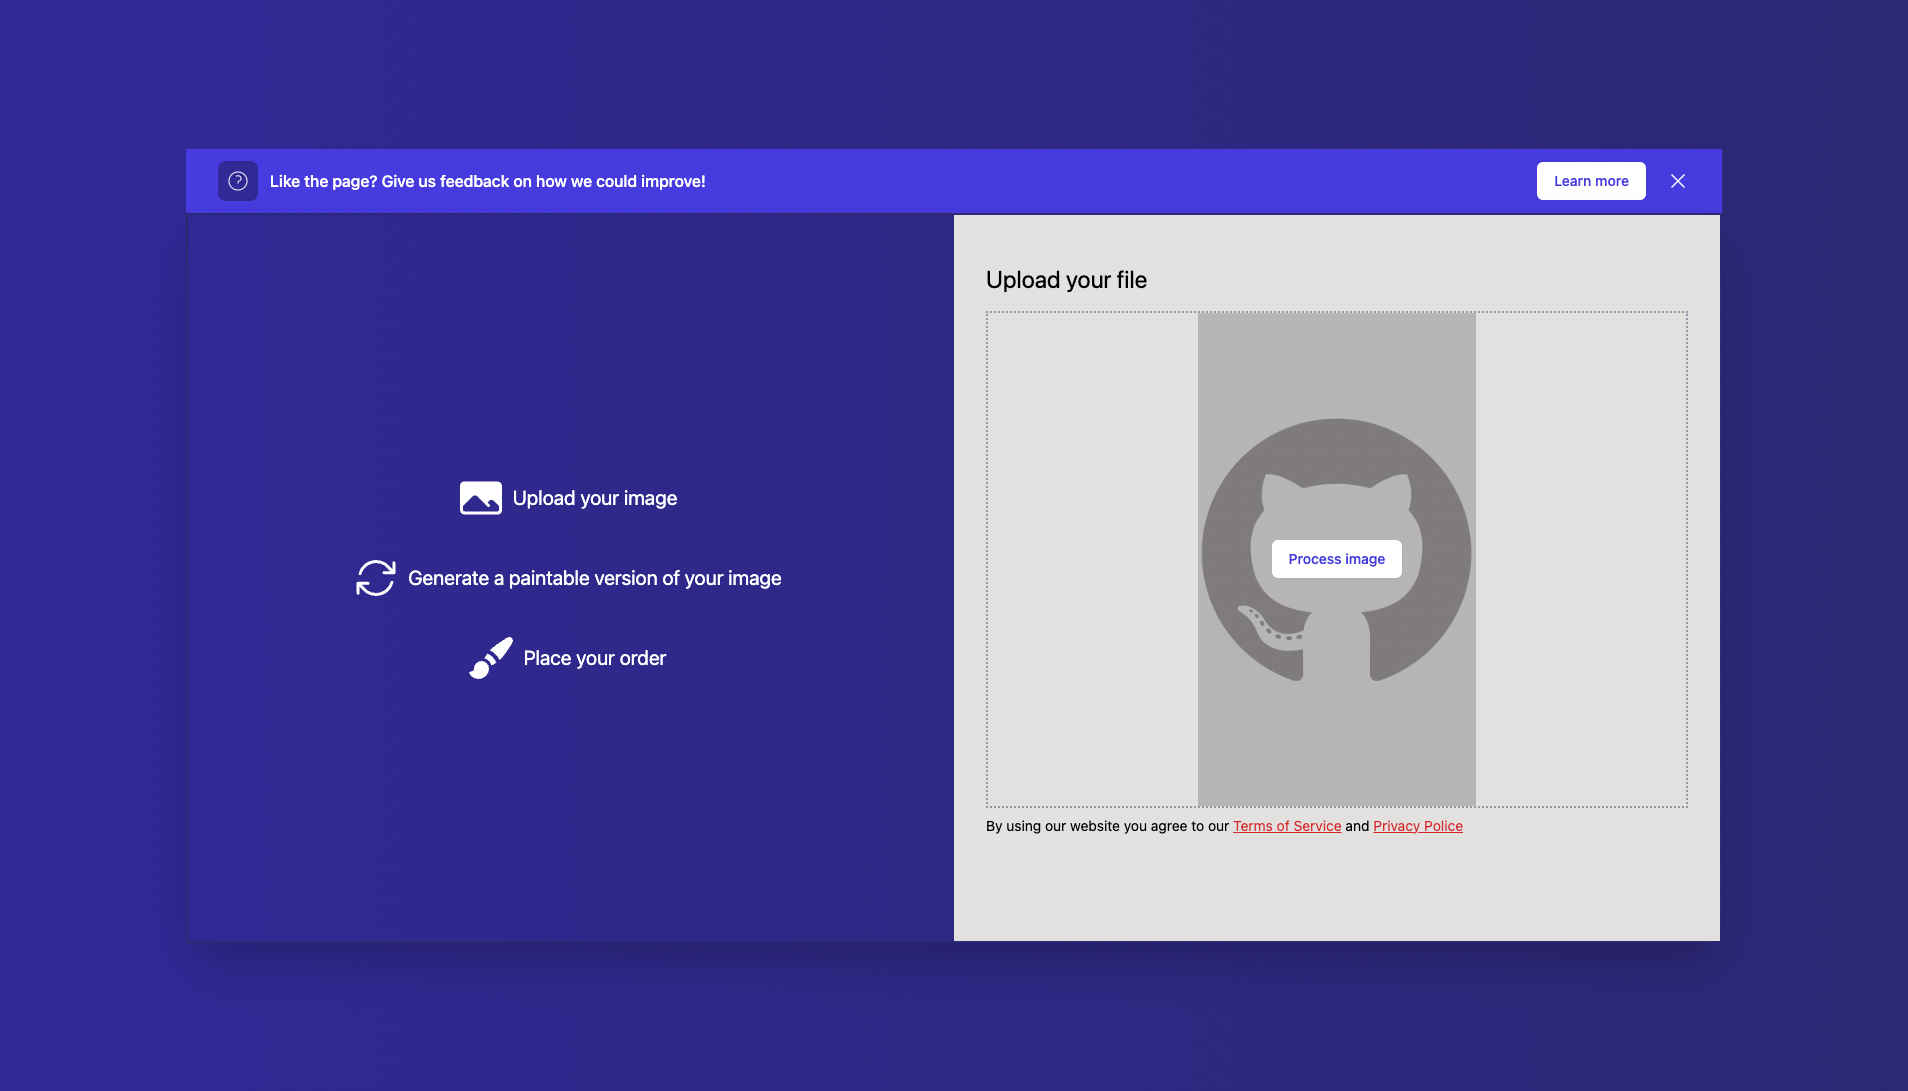 Like the page? Give us feedback on how we could improve!
Learn more
Upload your image
Generate a paintable version of your image
Place your order
Upload your file
Process image
By using our website you agree to our Terms of Service and Privacy Police